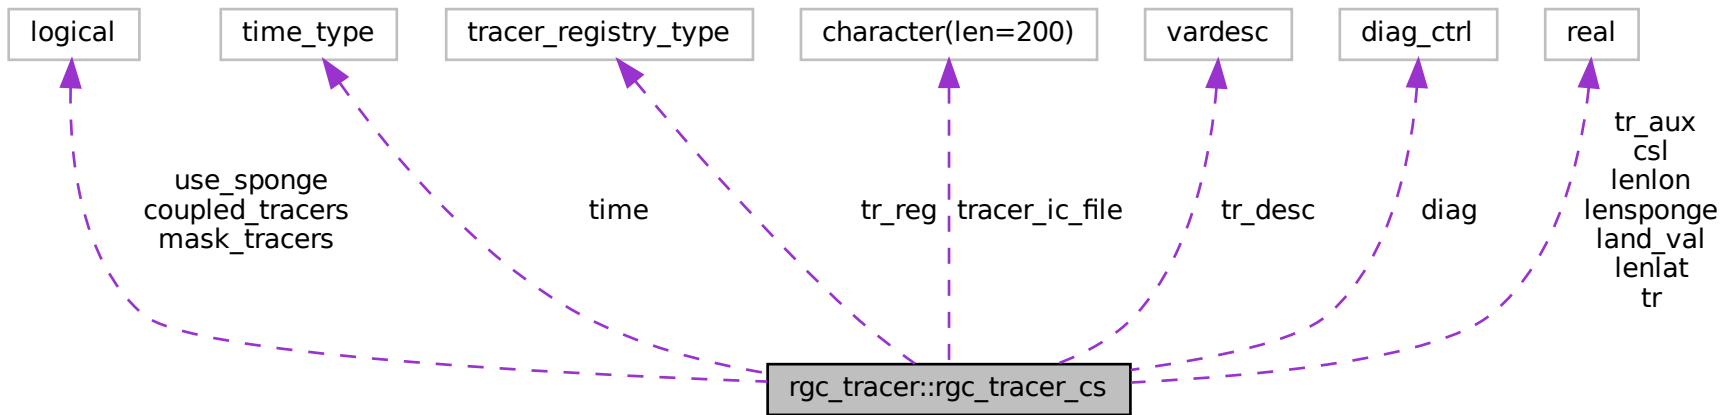 logical
time_type
tracer_registry_type
character(len=200)
vardesc
diag_ctrl
real
use_sponge
coupled_tracers
mask_tracers
time
tr_reg
tracer_ic_file
tr_desc
diag
tr_aux
csl
lenlon
lensponge
land_val
lenlat
tr
rgc_tracer::rgc_tracer_cs